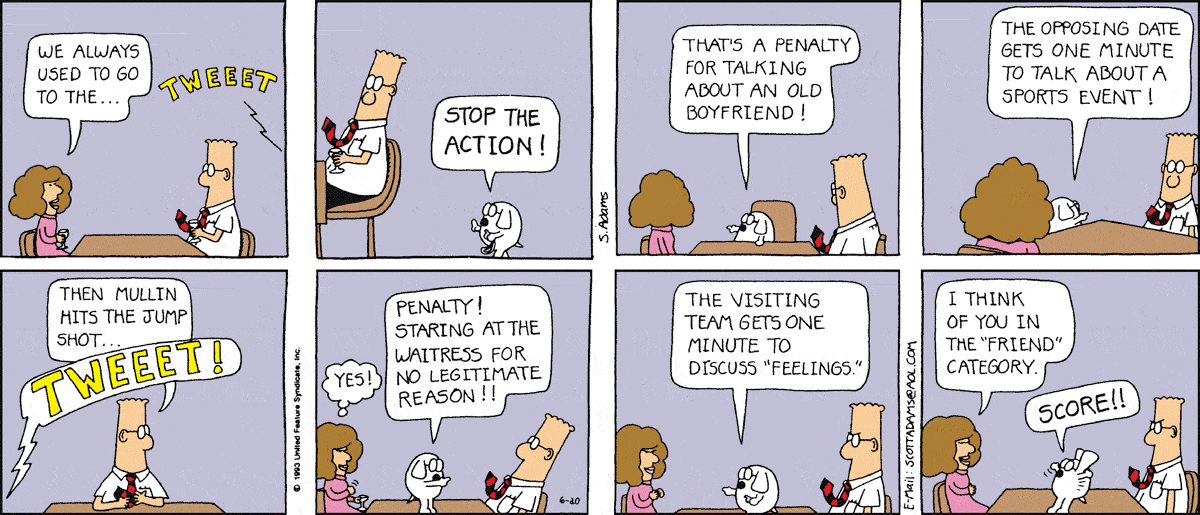 WE ALWAYS
USED TO GO
TO THE...
TWEEET
STOP THE
ACTION!
S. Adams
THAT'S A PENALTY
FOR TALKING
ABOUT AN OLD
BOYFRIEND!
THE OPPOSING DATE
GETS ONE MINUTE
TO TALK ABOUT A
SPORTS EVENT!
THEN MULLIN
HITS THE JUMP
SHOT...
TWEEET!
© 1993 United Feature Syndicate, Inc.
YES!
PENALTY!
STARING AT THE
WAITRESS FOR
NO LEGITIMATE
REASON!!
6-20
THE VISITING
TEAM GETS ONE
MINUTE TO
DISCUSS "FEELINGS."
E-Mail: SCOTTADAMS@AOL.COM
I THINK
OF YOU IN
THE "FRIEND"
CATEGORY.
SCORE!!